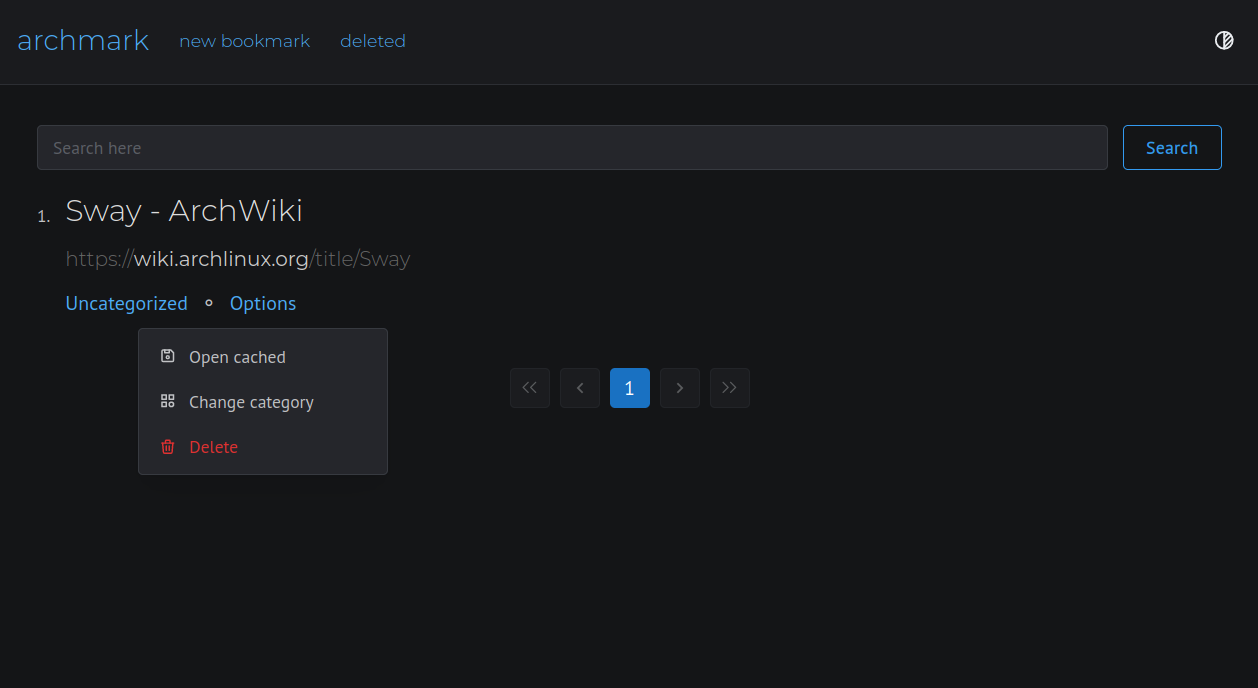 archmark new bookmark deleted
Search here Search
1. Sway - ArchWiki
https://wiki.archlinux.org/title/Sway
Uncategorized Options
Open cached
1
Change category
Delete